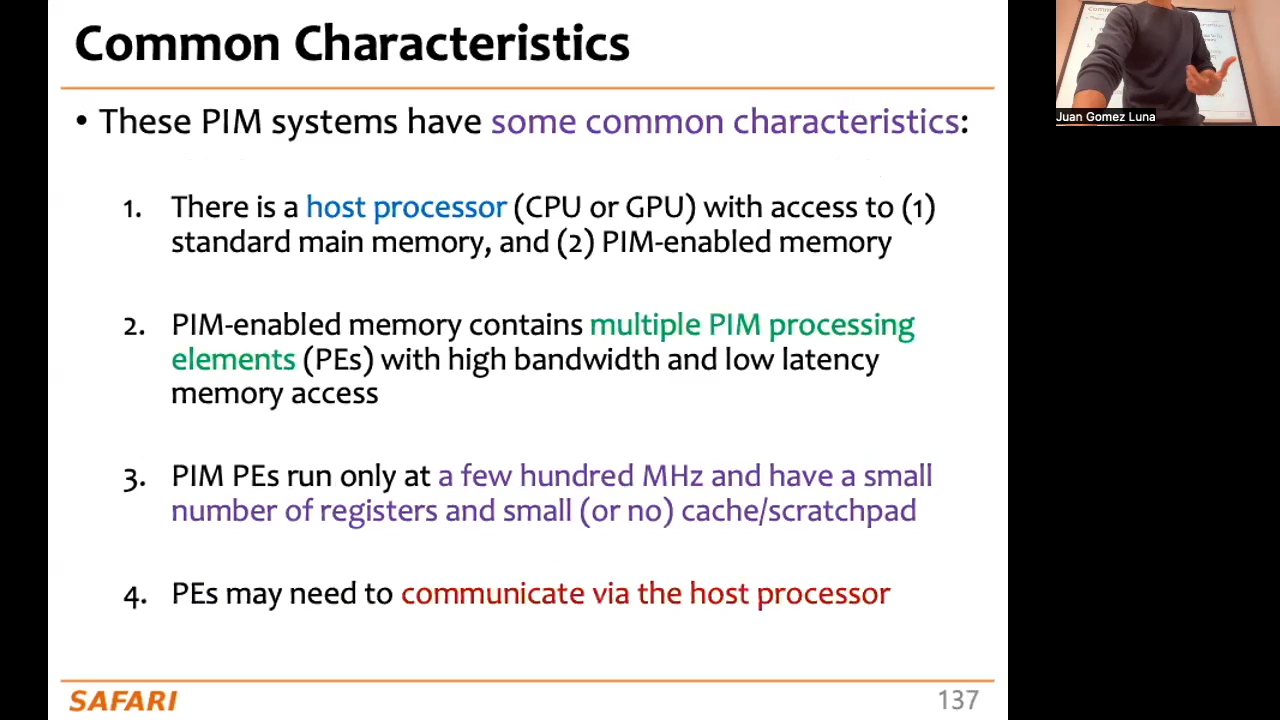 Common Characteristics
• These PIM systems have some common characteristics:
1. There is a host processor (CPU or GPU) with access to (1)
standard main memory, and (2) PIM-enabled memory
2. PIM-enabled memory contains multiple PIM processing
elements (PEs) with high bandwidth and low latency
memory access
3. PIM PEs run only at a few hundred MHz and have a small
number of registers and small (or no) cache/scratchpad
4. PEs may need to communicate via the host processor
SAFARI
137
Juan Gomez Luna